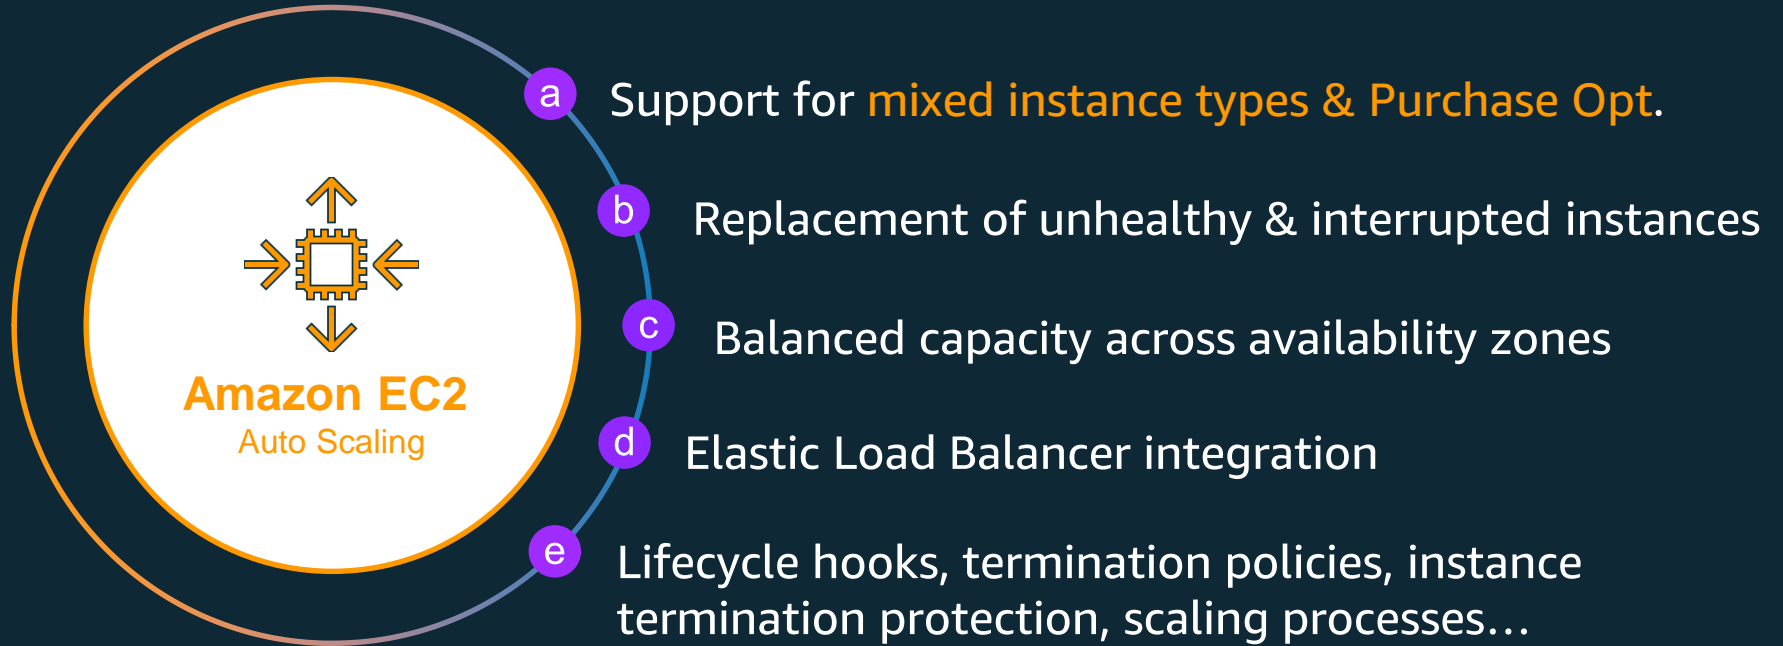 Amazon EC2
Auto Scaling
a
Support for mixed instance types & Purchase Opt.
b
Replacement of unhealthy & interrupted instances
c
Balanced capacity across availability zones
d
Elastic Load Balancer integration
e
Lifecycle hooks, termination policies, instance
termination protection, scaling processes...